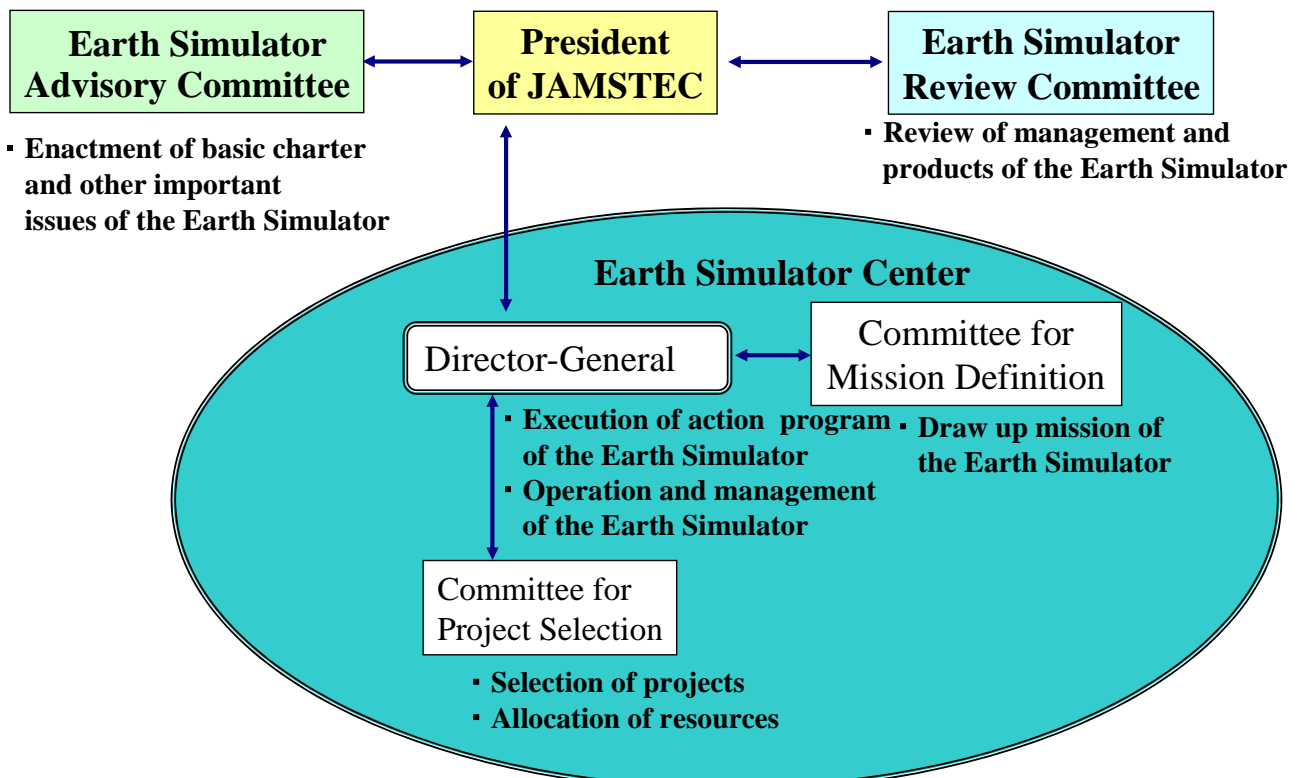 Earth Simulator
Advisory Committee
President
of JAMSTEC
Earth Simulator
Review Committee
▪ Enactment of basic charter
and other important
issues of the Earth Simulator
▪ Review of management and
products of the Earth Simulator
Earth Simulator Center
Director-General
Committee for
Mission Definition
▪ Execution of action program
of the Earth Simulator
▪ Operation and management
of the Earth Simulator
▪ Draw up mission of
the Earth Simulator
Committee for
Project Selection
▪ Selection of projects
▪ Allocation of resources